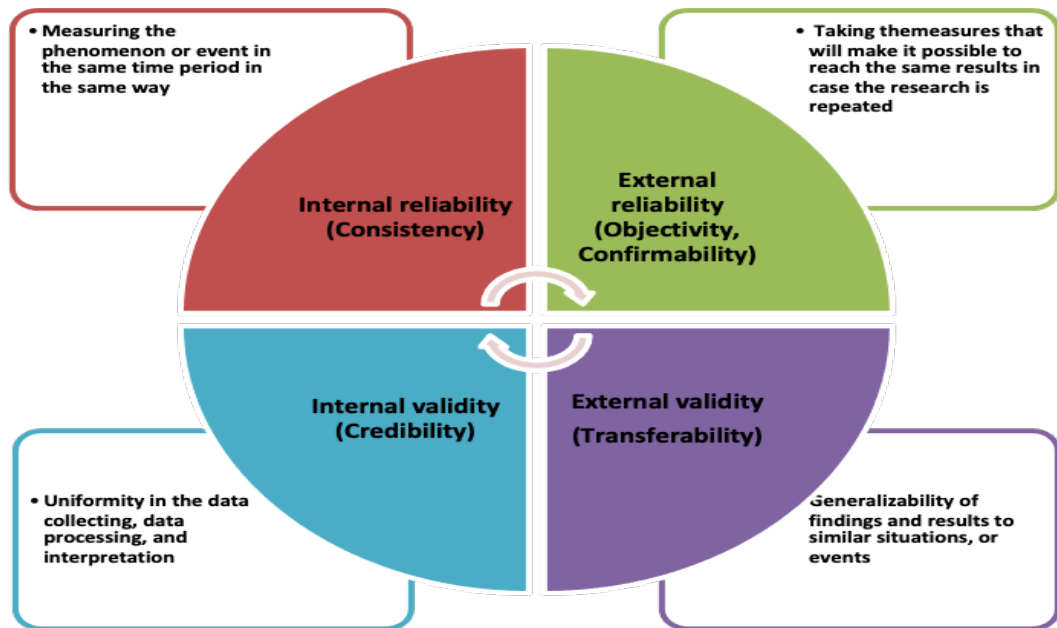 • Measuring the
phenomenon or event in
the same time period in
the same way
• Taking themeasures that
will make it possible to
reach the same results in
case the research is
repeated
Internal reliability
(Consistency)
External
reliability
(Objectivity,
Confirmability)
Internal validity
(Credibility)
External validity
(Transferability)
• Uniformity in the data
collecting, data
processing, and
interpretation
Generalizability of
findings and results to
similar situations, or
events